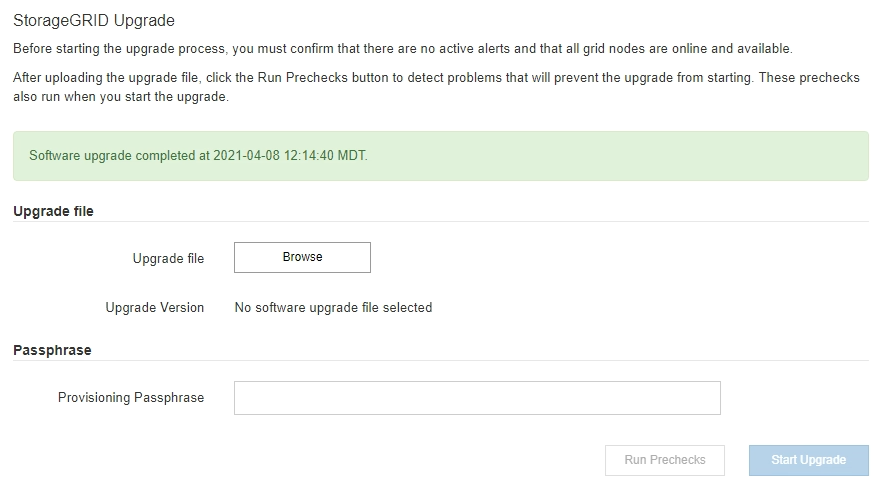 StorageGRID Upgrade
Before starting the upgrade process, you must confirm that there are no active alerts and that all grid nodes are online and available.
After uploading the upgrade file, click the Run Prechecks button to detect problems that will prevent the upgrade from starting. These prechecks
also run when you start the upgrade.
Software upgrade completed at 2021-04-08 12:14:40 MDT.
Upgrade file
Upgrade file Browse
Upgrade Version No software upgrade file selected
Passphrase
Provisioning Passphrase
Run Prechecks Start Upgrade